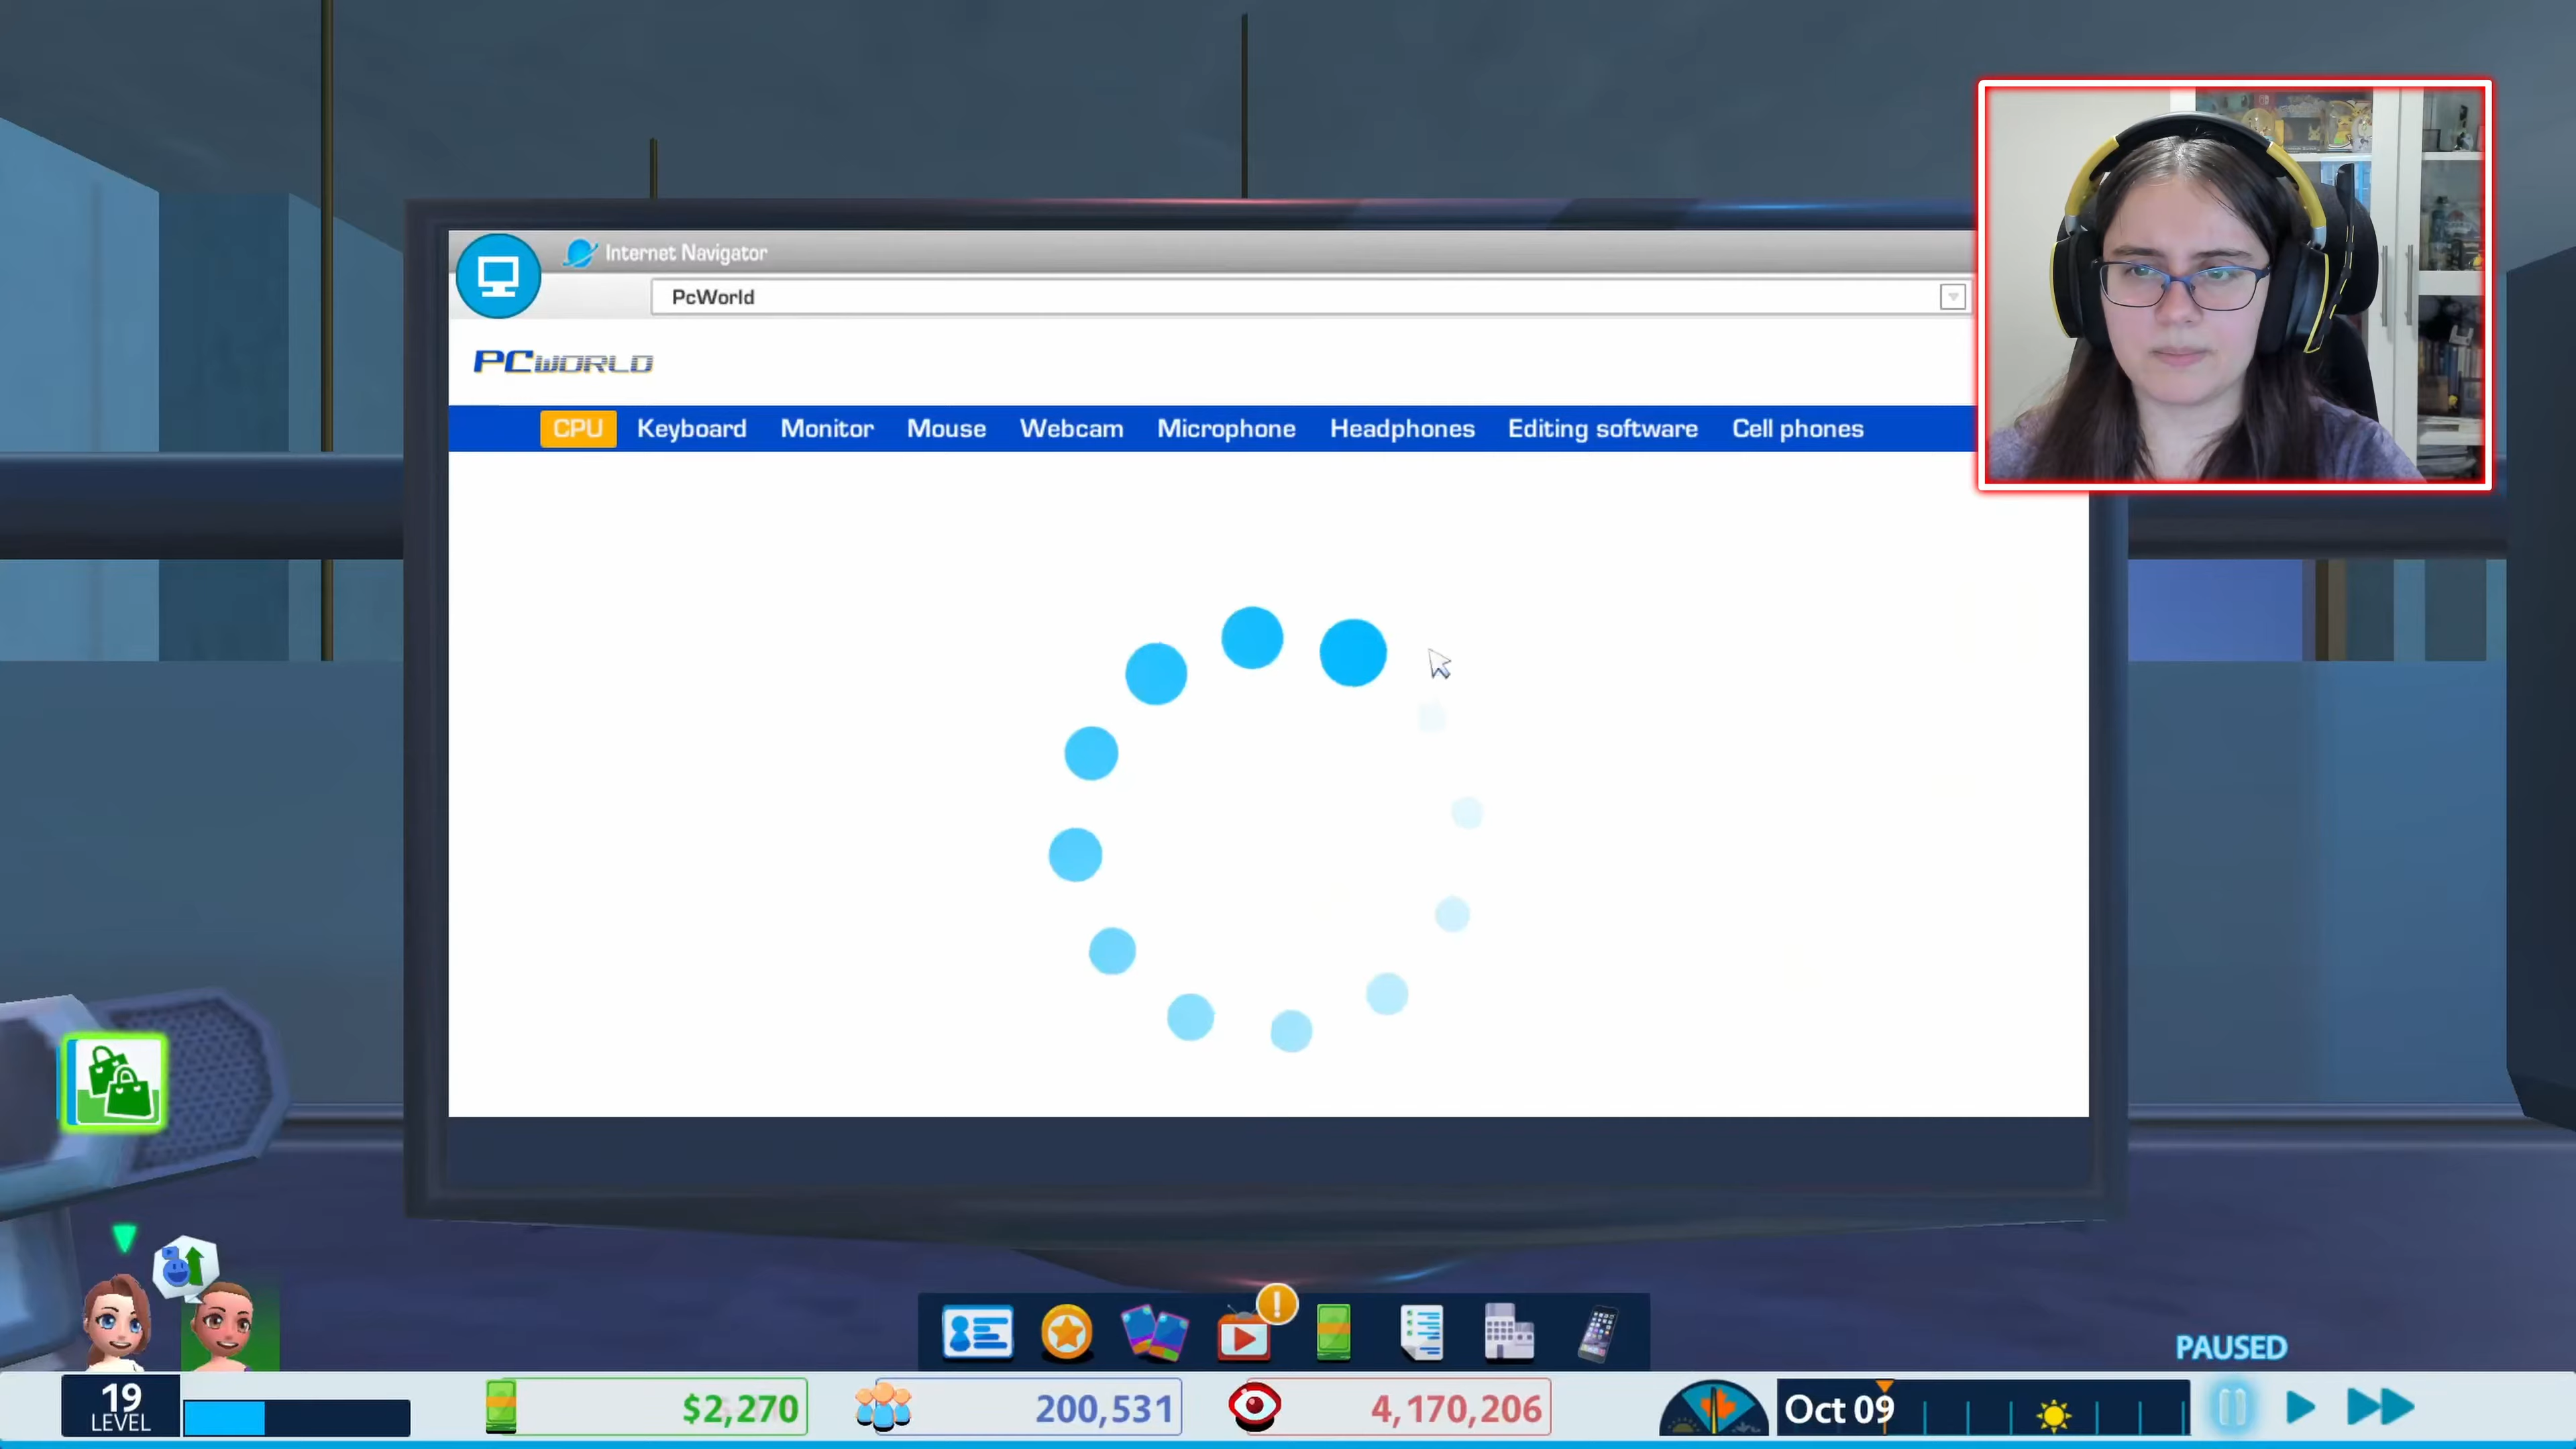 Internet Navigator
PcWorld
PCWORLD
CPU Keyboard Monitor Mouse Webcam Microphone Headphones Editing software Cell phones
!
PAUSED
19
LEVEL
$2,270
200,531
4,170,206
Oct 09